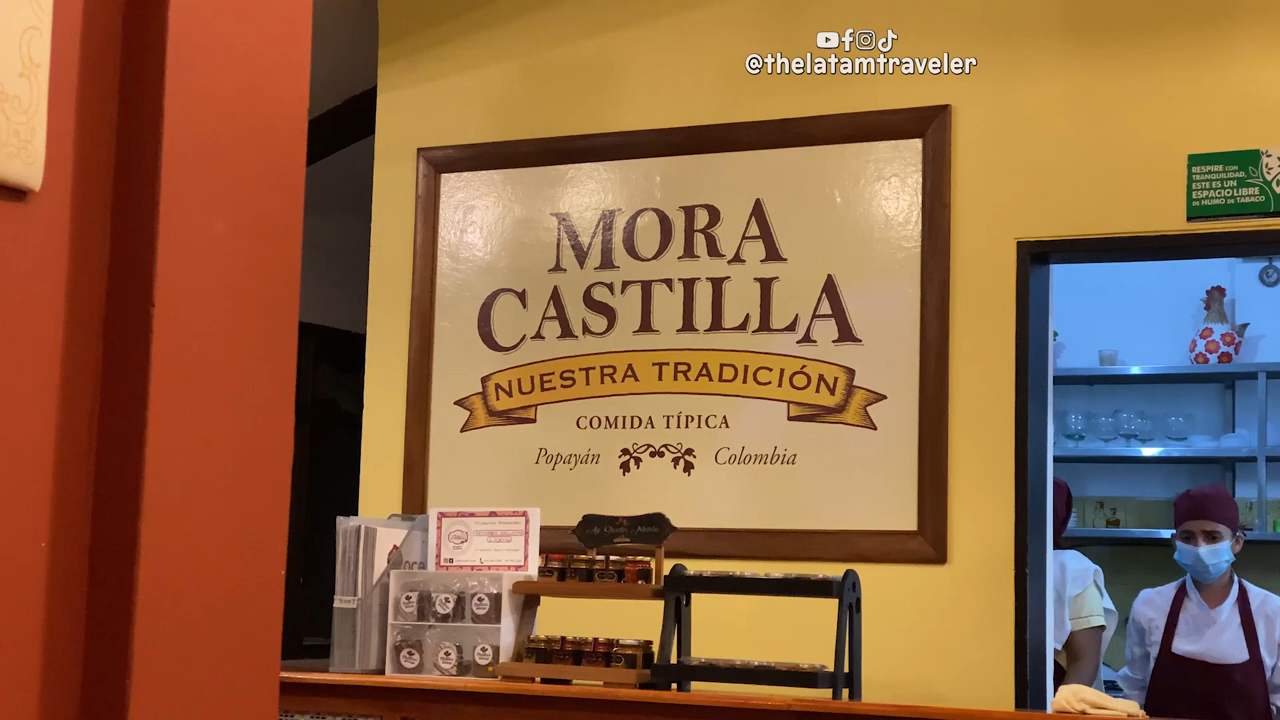 @thelatamtraveler
MORA
CASTILLA
NUESTRA TRADICIÓN
COMIDA TÍPICA
Popayán Colombia
RESPIRE CON
TRANQUILIDAD,
ESTE ES UN
ESPACIO LIBRE
DE HUMO DE TABACO